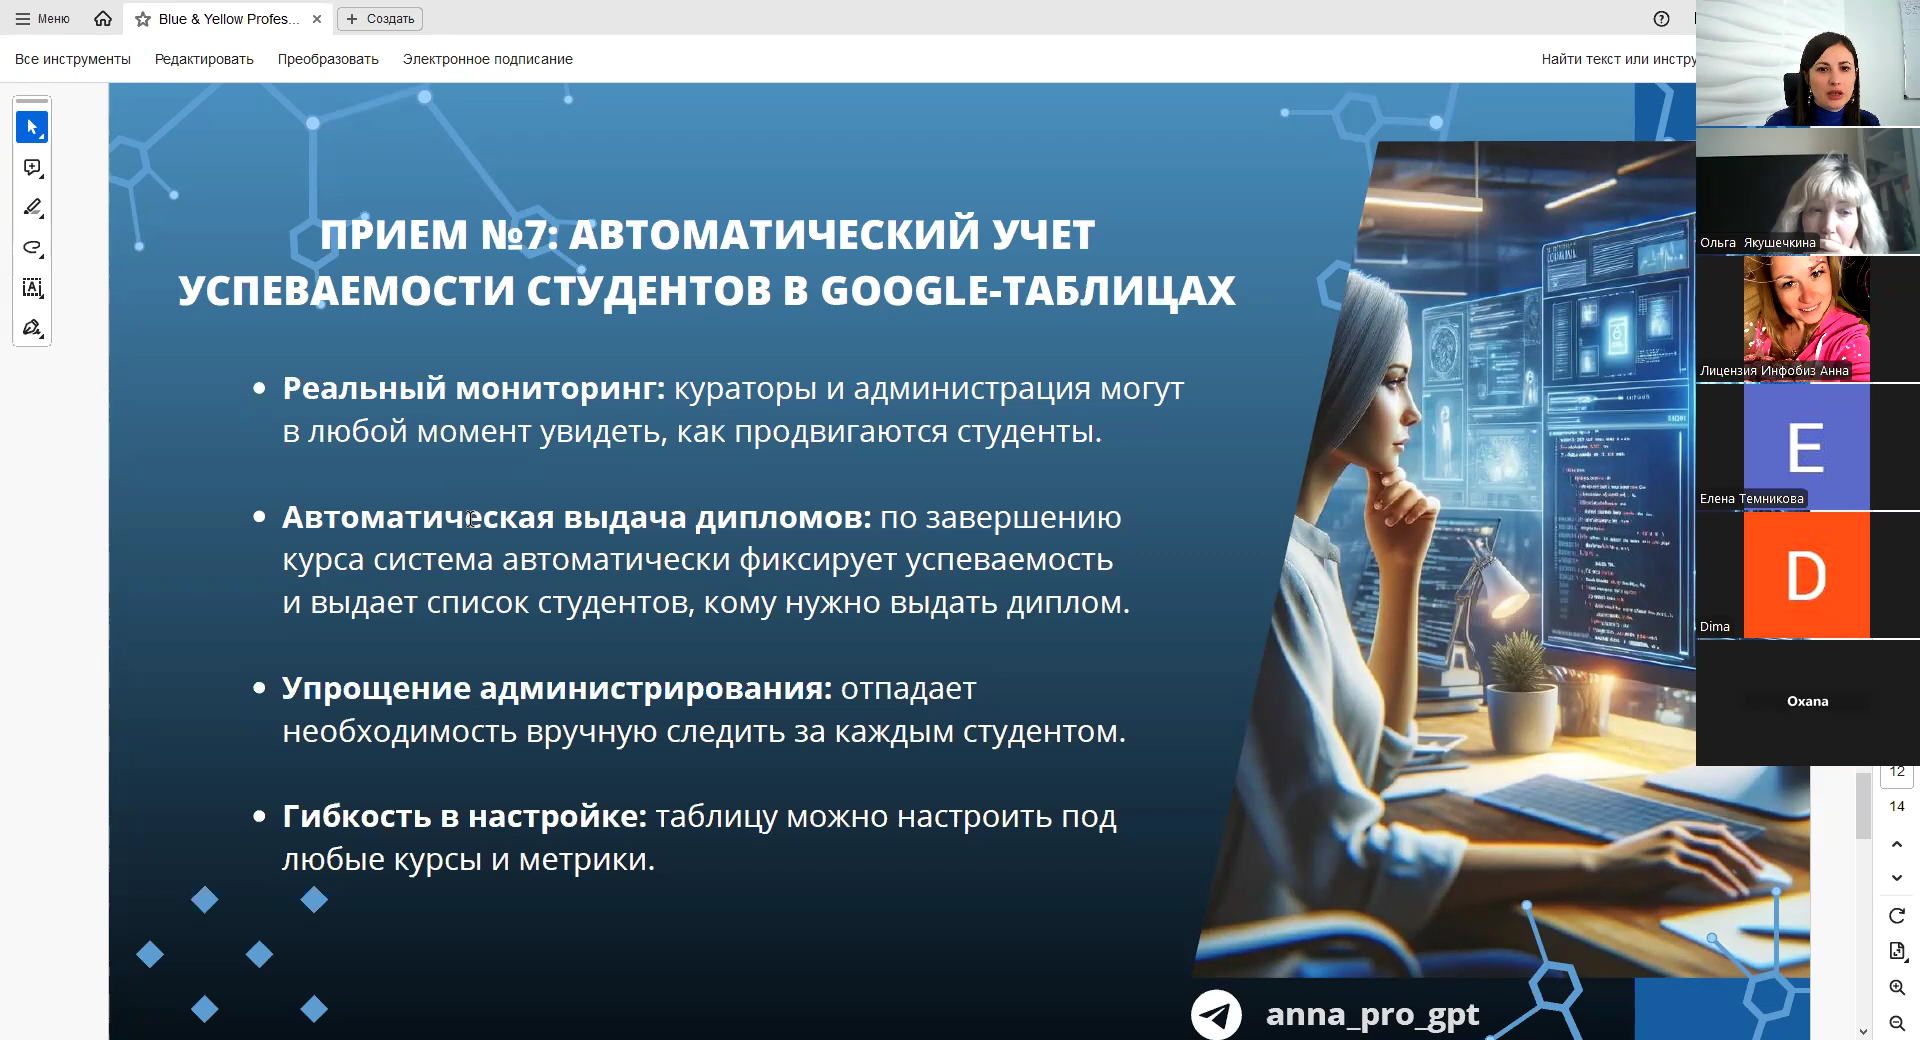 Меню
Blue & Yellow Profes...
Создать
Все инструменты
Редактировать
Преобразовать
Электронное подписание
Найти текст или инстру
ПРИЕМ №7: АВТОМАТИЧЕСКИЙ УЧЕТ
УСПЕВАЕМОСТИ СТУДЕНТОВ В GOOGLE-ТАБЛИЦАХ
Реальный мониторинг: кураторы и администрация могут
в любой момент увидеть, как продвигаются студенты.
Автоматическая выдача дипломов: по завершению
курса система автоматически фиксирует успеваемость
и выдает список студентов, кому нужно выдать диплом.
Упрощение администрирования: отпадает
необходимость вручную следить за каждым студентом.
Гибкость в настройке: таблицу можно настроить под
любые курсы и метрики.
anna_pro_gpt
Ольга Якушечкина
Лицензия Инфобиз Анна
E
Елена Темникова
D
Dima
Oxana
12
14